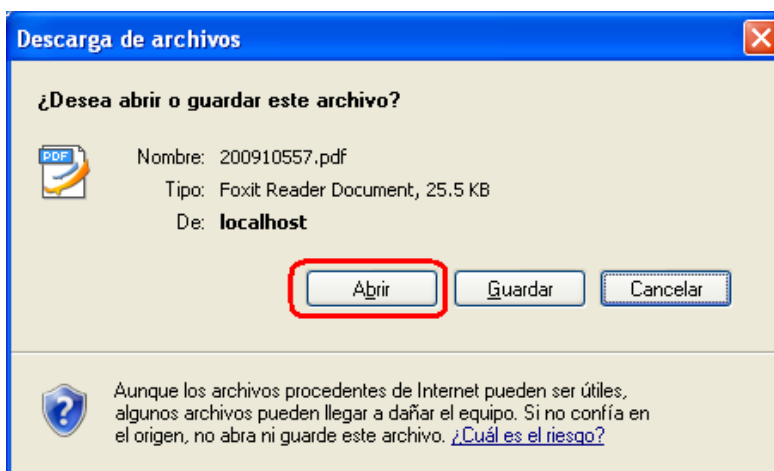 Descarga de archivos
¿Desea abrir o guardar este archivo?
PDF
Nombre: 200910557.pdf
Tipo: Foxit Reader Document, 25.5 KB
De: localhost
Abrir
Guardar
Cancelar
Aunque los archivos procedentes de Internet pueden ser útiles,
algunos archivos pueden llegar a dañar el equipo. Si no confía en
el origen, no abra ni guarde este archivo. ¿Cuál es el riesgo?